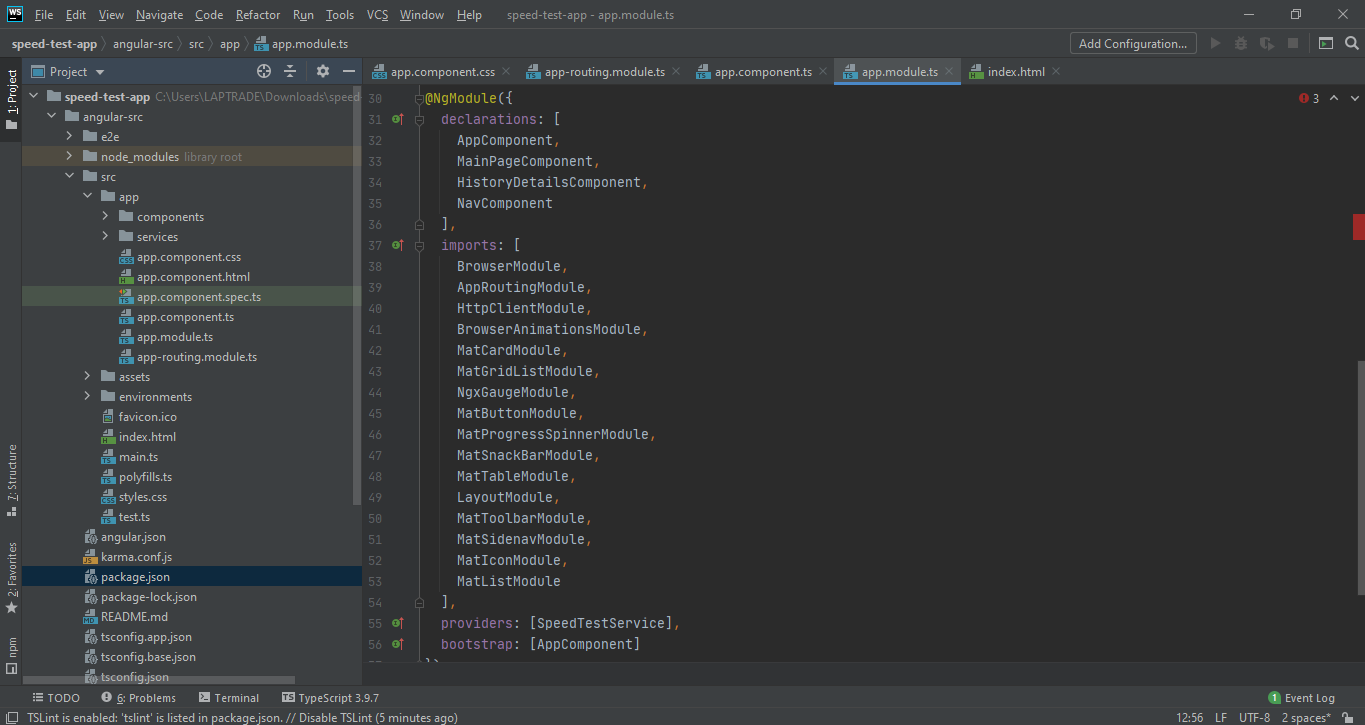 WS File Edit View Navigate Code Refactor Run Tools VCS Window Help speed-test-app - app.module.ts
speed-test-app angular-src src app app.module.ts Add Configuration...
1: Project
Project
speed-test-app C:\Users\LAPTRADE\Downloads\speed-
angular-src
e2e
node_modules library root
src
app
components
services
app.component.css
app.component.html
app.component.spec.ts
app.component.ts
app.module.ts
app-routing.module.ts
assets
environments
favicon.ico
index.html
main.ts
polyfills.ts
styles.css
test.ts
angular.json
karma.conf.js
package.json
package-lock.json
README.md
tsconfig.app.json
tsconfig.base.json
tsconfig.json
7: Structure
2: Favorites
npm
app.component.css app-routing.module.ts app.component.ts app.module.ts index.html
3
30 @NgModule({
31 declarations: [
32 AppComponent,
33 MainPageComponent,
34 HistoryDetailsComponent,
35 NavComponent
36 ],
37 imports: [
38 BrowserModule,
39 AppRoutingModule,
40 HttpClientModule,
41 BrowserAnimationsModule,
42 MatCardModule,
43 MatGridListModule,
44 NgxGaugeModule,
45 MatButtonModule,
46 MatProgressSpinnerModule,
47 MatSnackBarModule,
48 MatTableModule,
49 LayoutModule,
50 MatToolbarModule,
51 MatSidenavModule,
52 MatIconModule,
53 MatListModule
54 ],
55 providers: [SpeedTestService],
56 bootstrap: [AppComponent]
TODO 6: Problems Terminal TypeScript 3.9.7 1 Event Log
TSLint is enabled: 'tslint' is listed in package.json. // Disable TSLint (5 minutes ago) 12:56 LF UTF-8 2 spaces*